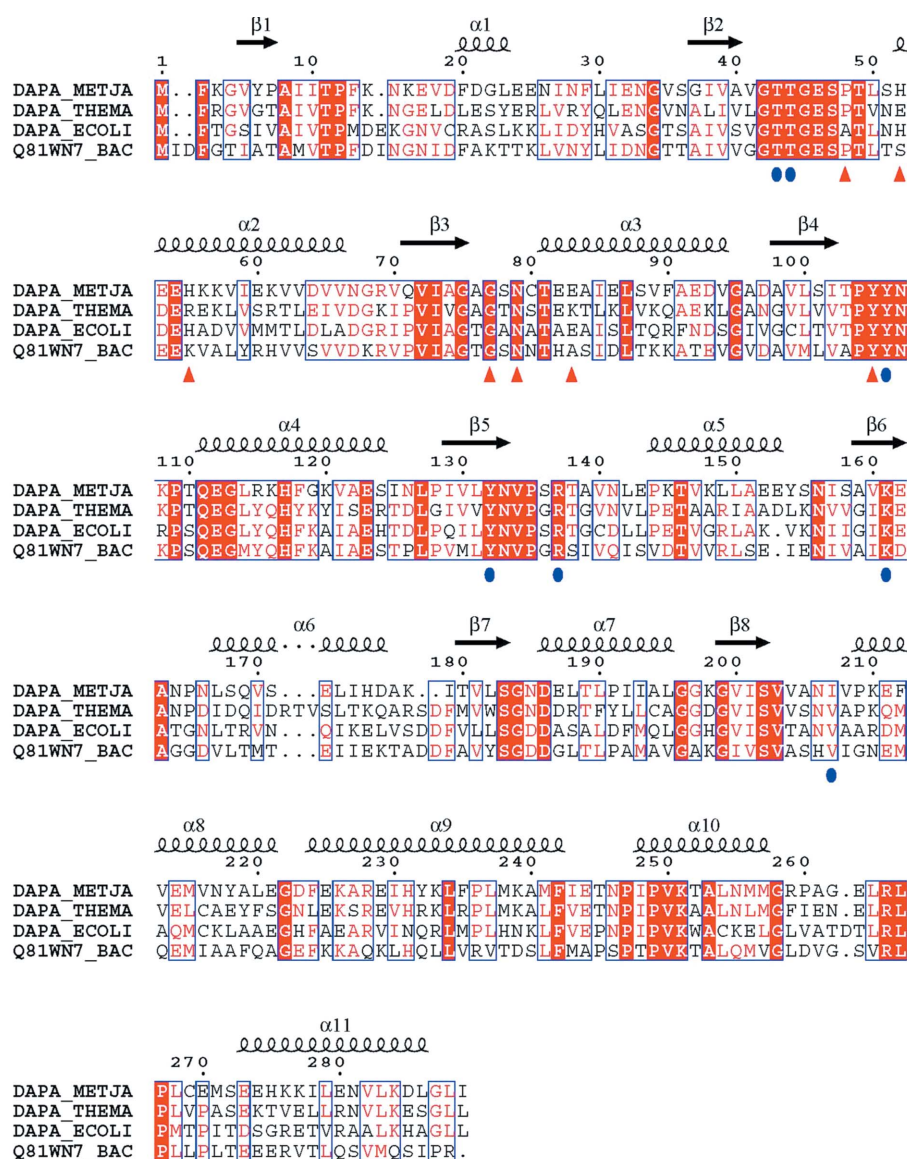 β1 α1 β2
1 10 20 30 40 50
DAPA_METJA M..FKGVYPAIITPFK.NKEVDFDGLEENINFLIENGVSGIVAVGTTGESPTLSH
DAPA_THEMA M..FRGVGTAIVTPFK.NGELDLESYERLVRYQLENGVNALIVLGTTGESPTVNE
DAPA_ECOLI M..FTGSIVAIVTPMDEKGNVCRASLKKLIDYHVASGTSAIVSVGTTGESATLNH
Q81WN7_BAC MIDFGTIATAMVTPFDINGNIDFAKTTKLVNYLIDNGTTAIVVGGTTGESPTLTS
α2 β3 α3 β4
60 70 80 90 100
DAPA_METJA EEHKKVIEKVVDVVNGRVQVIAGAGSNCTEEAIELSVFAEDVGADAVLSITPYYN
DAPA_THEMA DEREKLVSRTLEIVDGKIPVIVGAGTNSTEKTLKLVKQAEKLGANGVLVVTPYYN
DAPA_ECOLI DEHADVVMMTLDLADGRIPVIAGTGANATAEAISLTQRFNDSGIVGCLTVTPYYN
Q81WN7_BAC EEKVALYRHVVSVVDKRVPVIAGTGSNNTHASIDLTKKATEVGVDAVMLVAPYYN
α4 β5 α5 β6
110 120 130 140 150 160
DAPA_METJA KPTQEGLRKHFGKVAESINLPIVLYNVPSRTAVNLEPKTVKLLAEEYSNISAVKE
DAPA_THEMA KPTQEGLYQHYKYISERTDLGIVVYNVPGRTGVNVLPETAARIAADLKNVVGIKE
DAPA_ECOLI RPSQEGLYQHFKAIAEHTDLPQILYNVPSRTGCDLLPETVGRLAK.VKNIIGIKE
Q81WN7_BAC KPSQEGMYQHFKAIAESTPLPVMLYNVPGRSIVQISVDTVVRLSE.IENIVAIKD
α6 β7 α7 β8
170 180 190 200 210
DAPA_METJA ANPNLSQVS...ELIHDAK.ITVLSGNDELTLPIIALGGKGVISVVANIVPKEF
DAPA_THEMA ANPDIDQIDRTVSLTKQARSDFMVWSGNDDRTFYLLCAGGDGVISVVSNVAPKQM
DAPA_ECOLI ATGNLTRVN...QIKELVSDDFVLLSGDDASALDFMQLGGHGVISVTANVAARDM
Q81WN7_BAC AGGDVLTMT...EIIEKTADDFAVYSGDDGLTLPAMAVGAKGIVSVASHVIGNEM
α8 α9 α10
220 230 240 250 260
DAPA_METJA VEMVNYALEGDFEKAREIHYKLFPLMKAMFIETNPIPVKTALNMMGRPAG.ELRL
DAPA_THEMA VELCAEYFSGNLEKSREVHRKLRPLMKALFVETNPIPVKAALNLMGFIEN.ELRL
DAPA_ECOLI AQMCKLAAEGHFAEARVINQRLMPLHNKLFVEPNPIPVKWACKELGLVATDTLRL
Q81WN7_BAC QEMIAAFQAGEFKKAQKLHQLLVRVTDSLFMAPSPTPVKTALQMVGLDVG.SVRL
α11
270 280
DAPA_METJA PLCEMSEEHKKILENVLKDLGLI
DAPA_THEMA PLVPASEKTVELLRNVLKESGLL
DAPA_ECOLI PMTPITDSGRETVRAALKHAGLL
Q81WN7_BAC PLLPLTEEERVTLQSVMQSIPR.